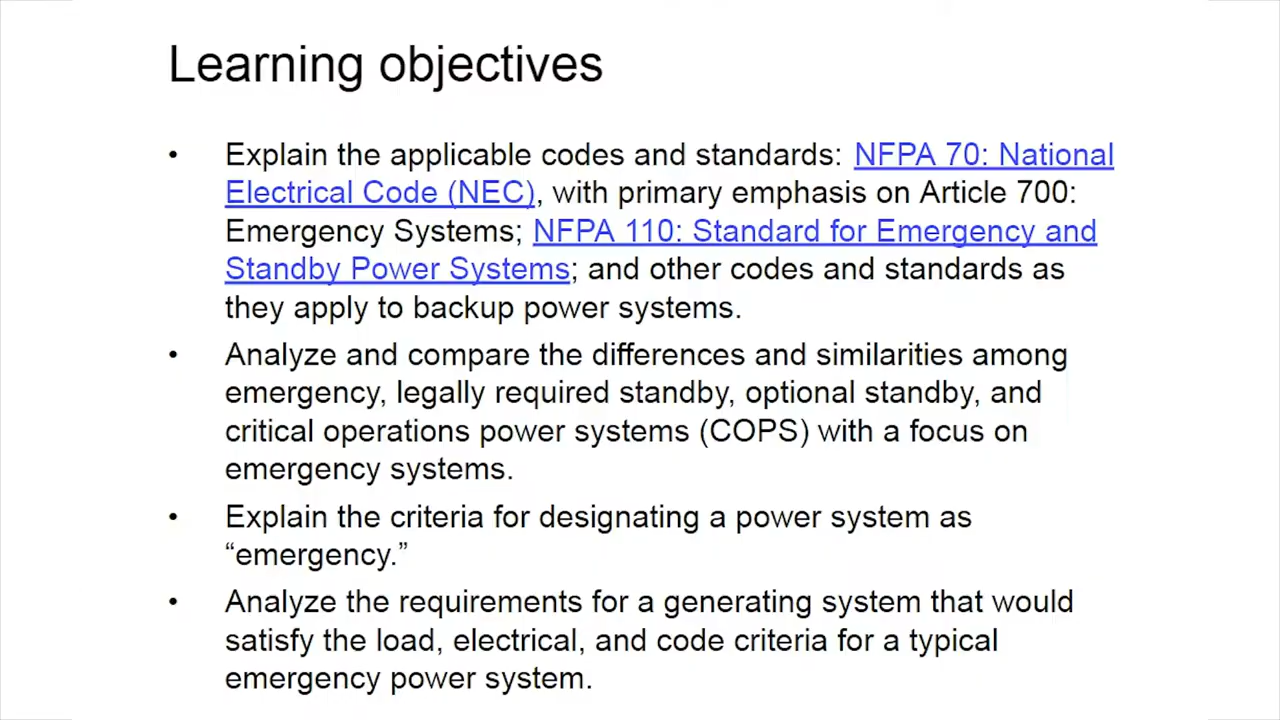 Learning objectives
• Explain the applicable codes and standards: NFPA 70: National
Electrical Code (NEC), with primary emphasis on Article 700:
Emergency Systems; NFPA 110: Standard for Emergency and
Standby Power Systems; and other codes and standards as
they apply to backup power systems.
• Analyze and compare the differences and similarities among
emergency, legally required standby, optional standby, and
critical operations power systems (COPS) with a focus on
emergency systems.
• Explain the criteria for designating a power system as
“emergency.”
• Analyze the requirements for a generating system that would
satisfy the load, electrical, and code criteria for a typical
emergency power system.